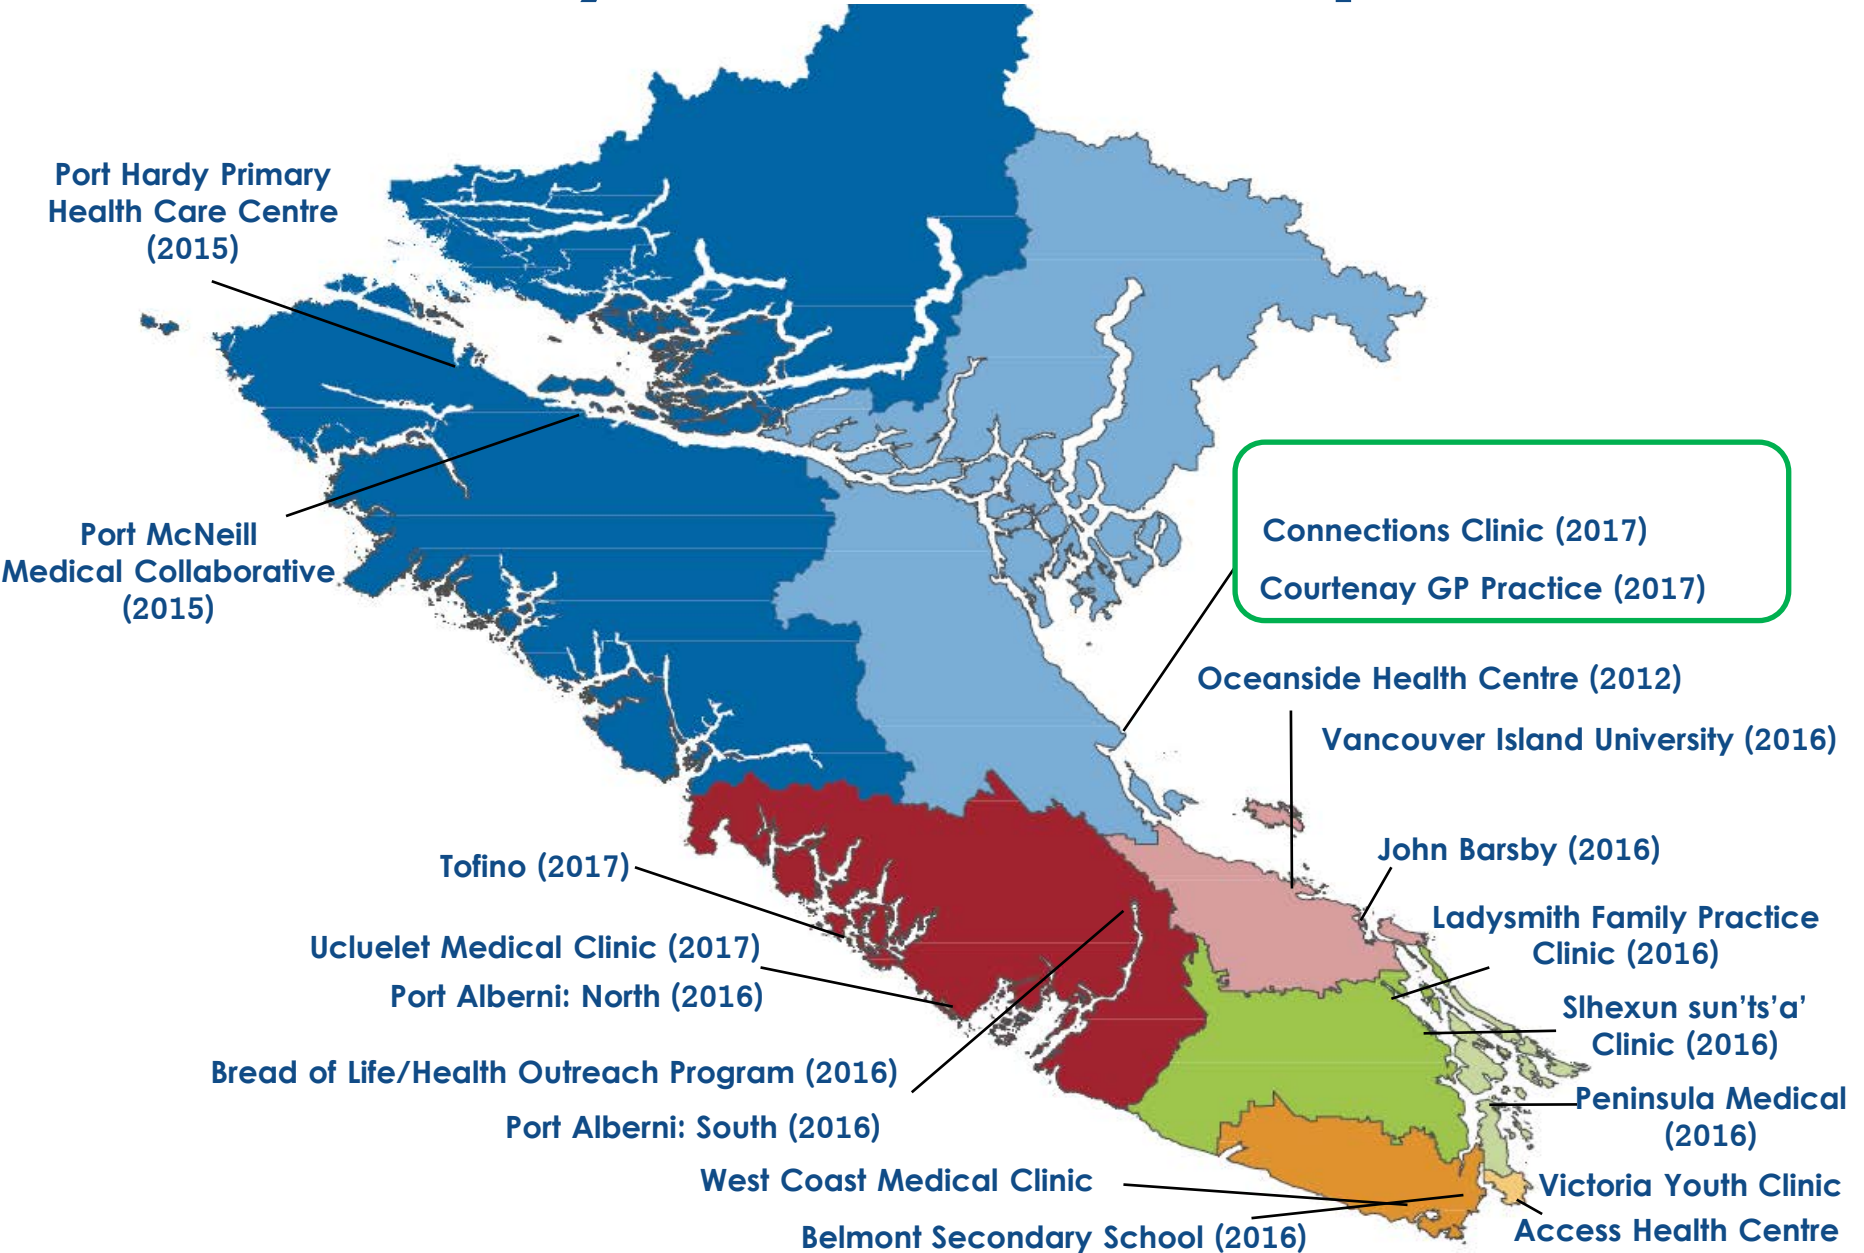 Port Hardy Primary
Health Care Centre
(2015)
Port McNeill
Medical Collaborative
(2015)
Connections Clinic (2017)
Courtenay GP Practice (2017)
Oceanside Health Centre (2012)
Vancouver Island University (2016)
John Barsby (2016)
Tofino (2017)
Ladysmith Family Practice
Clinic (2016)
Ucluelet Medical Clinic (2017)
Port Alberni: North (2016)
Slhexun sun’ts’a’
Clinic (2016)
Bread of Life/Health Outreach Program (2016)
Port Alberni: South (2016)
Peninsula Medical
(2016)
West Coast Medical Clinic
Belmont Secondary School (2016)
Victoria Youth Clinic
Access Health Centre